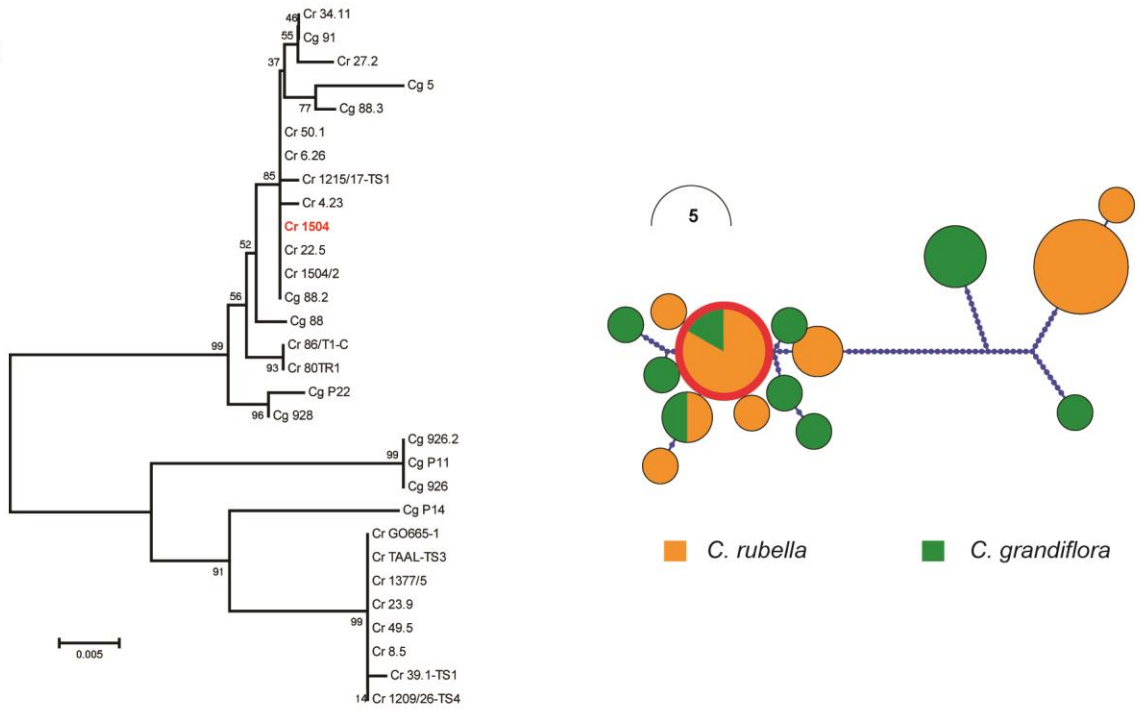 46
Cr 34.11
55
Cg 91
37
Cr 27.2
Cg 5
77
Cg 88.3
Cr 50.1
Cr 6.26
85
Cr 1215/17-TS1
Cr 4.23
Cr 1504
52
Cr 22.5
Cr 1504/2
56
Cg 88.2
Cg 88
99
Cr 86/T1-C
93
Cr 80TR1
Cg P22
96
Cg 928
Cg 926.2
99
Cg P11
Cg 926
Cg P14
Cr GO665-1
Cr TAAL-TS3
91
Cr 1377/5
Cr 23.9
99
Cr 49.5
Cr 8.5
Cr 39.1-TS1
14
Cr 1209/26-TS4
0.005
5
C. rubella
C. grandiflora